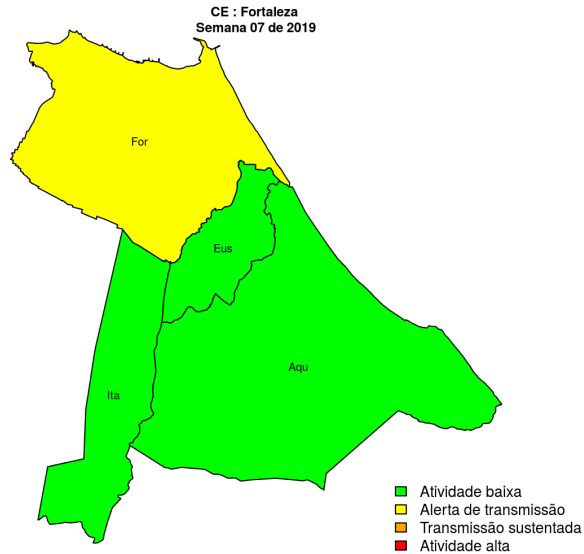 CE : Fortaleza
Semana 07 de 2019
For
Eus
Aqu
Ita
Atividade baixa
Alerta de transmissão
Transmissão sustentada
Atividade alta